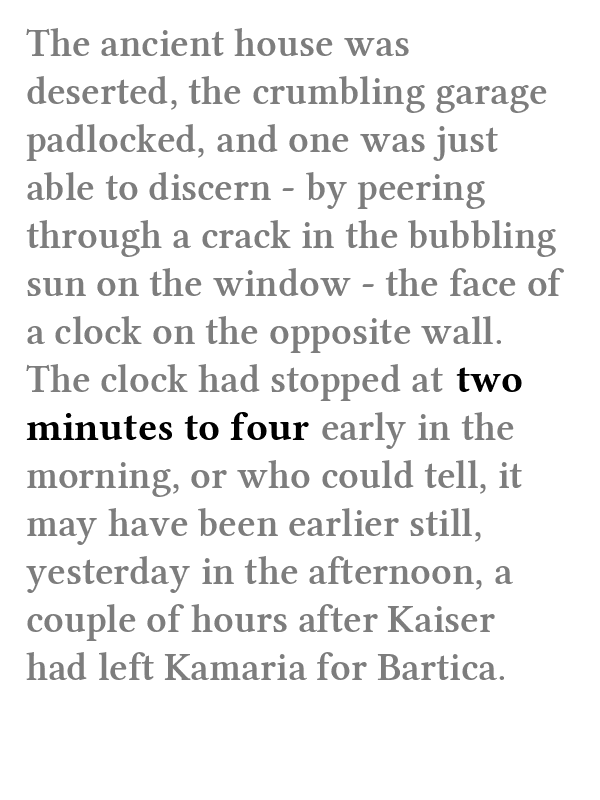 The ancient house was
deserted, the crumbling garage
padlocked, and one was just
able to discern - by peering
through a crack in the bubbling
sun on the window - the face of
a clock on the opposite wall.
The clock had stopped at two
minutes to four early in the
morning, or who could tell, it
may have been earlier still,
yesterday in the afternoon, a
couple of hours after Kaiser
had left Kamaria for Bartica.